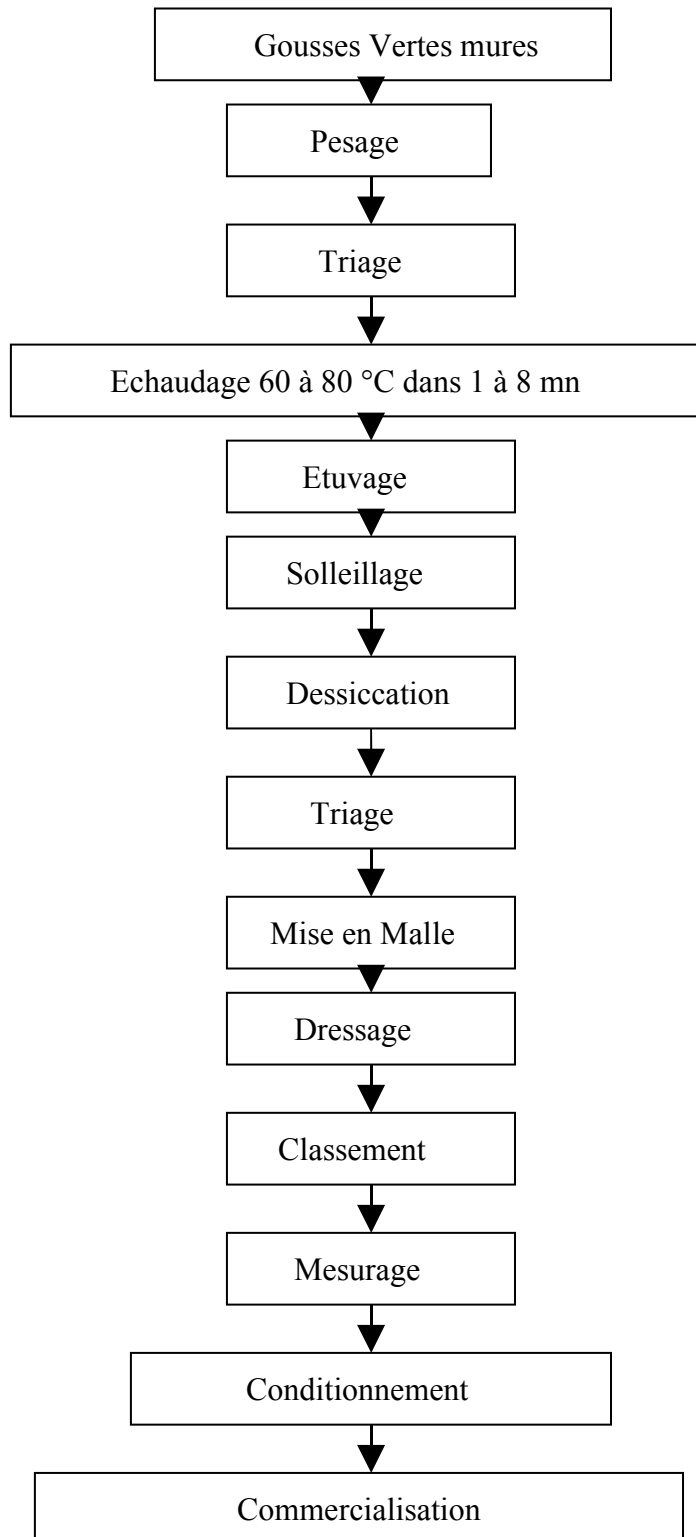 Gousses Vertes mures
Pesage
Triage
Echaudage 60 à 80 °C dans 1 à 8 mn
Etuvage
Solleillage
Dessiccation
Triage
Mise en Malle
Dressage
Classement
Mesurage
Conditionnement
Commercialisation